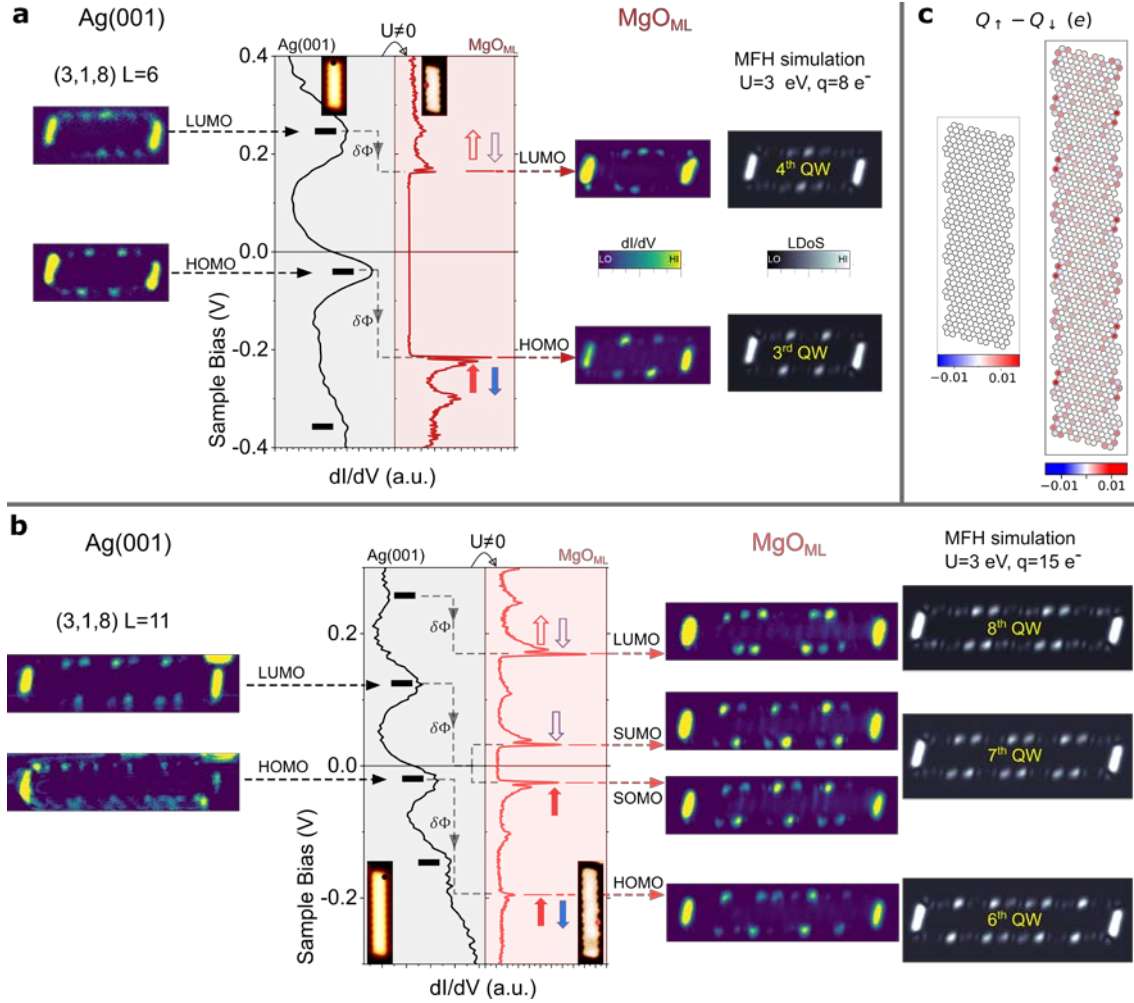 a
Ag(001)
(3,1,8) L=6
LUMO
HOMO
U≠0
Ag(001)
MgOML
0.4
0.2
0.0
-0.2
-0.4
Sample Bias (V)
dI/dV (a.u.)
δΦ
δΦ
LUMO
HOMO
MgOML
MFH simulation
U=3 eV, q=8 e-
4th QW
dI/dV
LO
HI
LDoS
LO
HI
3rd QW
c
Q↑ − Q↓ (e)
−0.01
0.01
−0.01
0.01
b
Ag(001)
(3,1,8) L=11
LUMO
HOMO
U≠0
Ag(001)
MgOML
0.2
0.0
-0.2
Sample Bias (V)
dI/dV (a.u.)
δΦ
δΦ
δΦ
LUMO
SUMO
SOMO
HOMO
MgOML
MFH simulation
U=3 eV, q=15 e-
8th QW
7th QW
6th QW